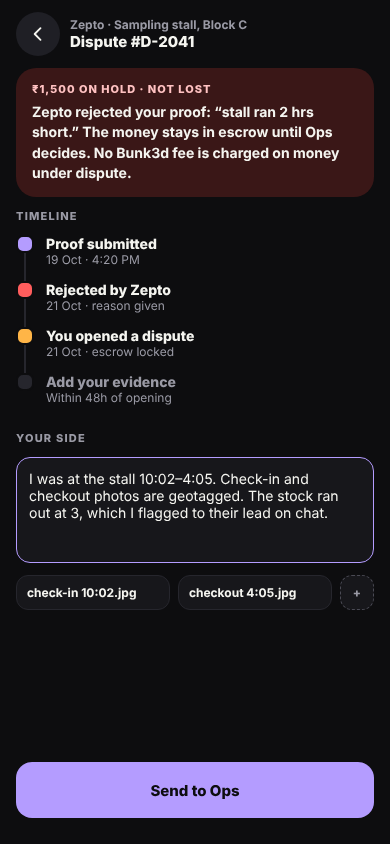 Zepto · Sampling stall, Block C
Dispute #D-2041
₹1,500 ON HOLD · NOT LOST
Zepto rejected your proof: “stall ran 2 hrs
short.” The money stays in escrow until Ops
decides. No Bunk3d fee is charged on money
under dispute.
TIMELINE
Proof submitted
19 Oct · 4:20 PM
Rejected by Zepto
21 Oct · reason given
You opened a dispute
21 Oct · escrow locked
Add your evidence
Within 48h of opening
YOUR SIDE
I was at the stall 10:02–4:05. Check-in and
checkout photos are geotagged. The stock ran
out at 3, which I flagged to their lead on chat.
check-in 10:02.jpg
checkout 4:05.jpg
+
Send to Ops